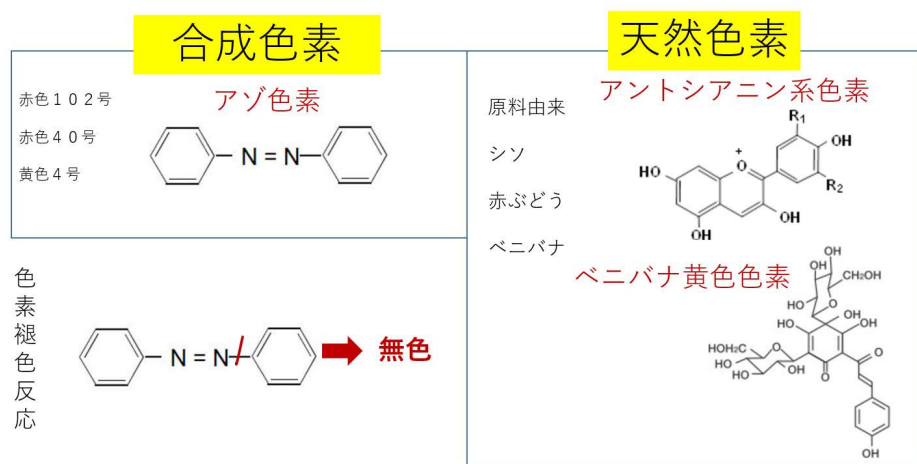 合成色素
アゾ色素
赤色１０２号
赤色４０号
黄色４号
N = N
色素褪色反応
N = N
無色
天然色素
アントシアニン系色素
原料由来
シソ
赤ぶどう
ベニバナ
R1
OH
+
O
R2
HO
OH
OH
ベニバナ黄色色素
OH
OH
O
CH2OH
HO
OH
HO
OH
HOH2C
O
OH
HO
HO
OH
O
O
OH